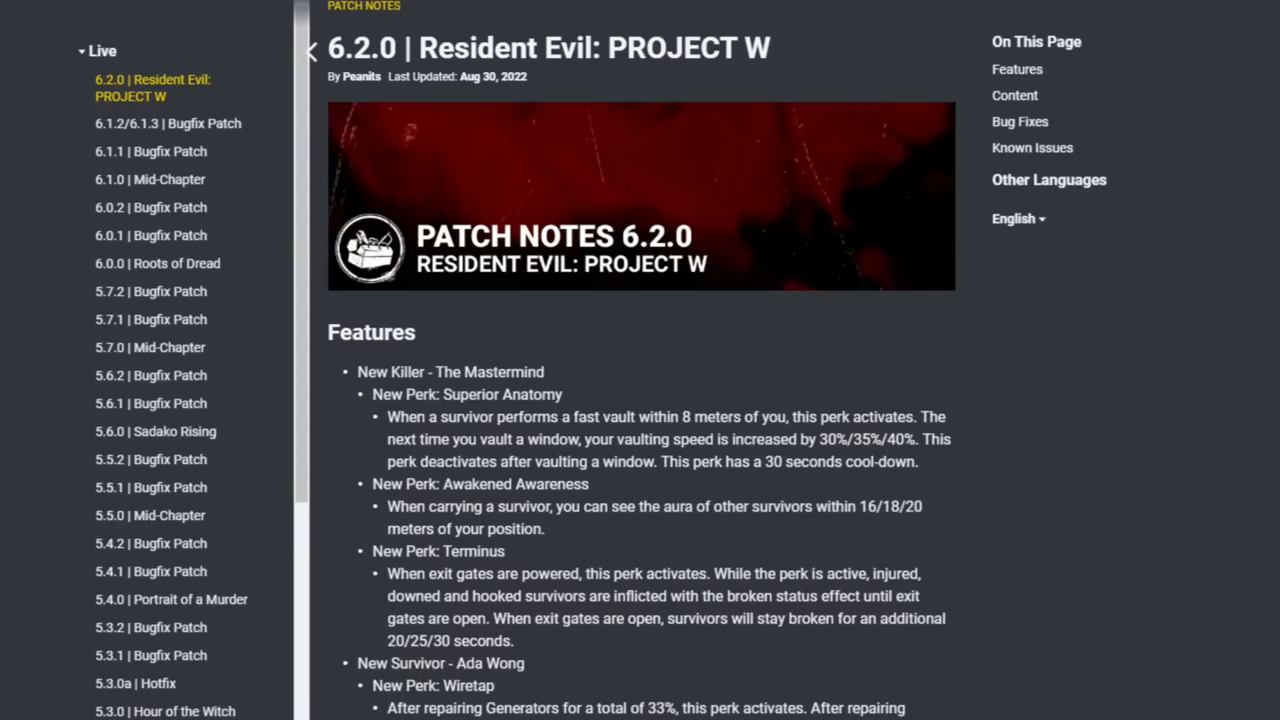 Live
6.2.0 | Resident Evil:
PROJECT W
6.1.2/6.1.3 | Bugfix Patch
6.1.1 | Bugfix Patch
6.1.0 | Mid-Chapter
6.0.2 | Bugfix Patch
6.0.1 | Bugfix Patch
6.0.0 | Roots of Dread
5.7.2 | Bugfix Patch
5.7.1 | Bugfix Patch
5.7.0 | Mid-Chapter
5.6.2 | Bugfix Patch
5.6.1 | Bugfix Patch
5.6.0 | Sadako Rising
5.5.2 | Bugfix Patch
5.5.1 | Bugfix Patch
5.5.0 | Mid-Chapter
5.4.2 | Bugfix Patch
5.4.1 | Bugfix Patch
5.4.0 | Portrait of a Murder
5.3.2 | Bugfix Patch
5.3.1 | Bugfix Patch
5.3.0a | Hotfix
5.3.0 | Hour of the Witch
PATCH NOTES
6.2.0 | Resident Evil: PROJECT W
By Peanits Last Updated: Aug 30, 2022
PATCH NOTES 6.2.0
RESIDENT EVIL: PROJECT W
Features
• New Killer - The Mastermind
• New Perk: Superior Anatomy
• When a survivor performs a fast vault within 8 meters of you, this perk activates. The
next time you vault a window, your vaulting speed is increased by 30%/35%/40%. This
perk deactivates after vaulting a window. This perk has a 30 seconds cool-down.
• New Perk: Awakened Awareness
• When carrying a survivor, you can see the aura of other survivors within 16/18/20
meters of your position.
• New Perk: Terminus
• When exit gates are powered, this perk activates. While the perk is active, injured,
downed and hooked survivors are inflicted with the broken status effect until exit
gates are open. When exit gates are open, survivors will stay broken for an additional
20/25/30 seconds.
• New Survivor - Ada Wong
• New Perk: Wiretap
• After repairing Generators for a total of 33%, this perk activates. After repairing
On This Page
Features
Content
Bug Fixes
Known Issues
Other Languages
English